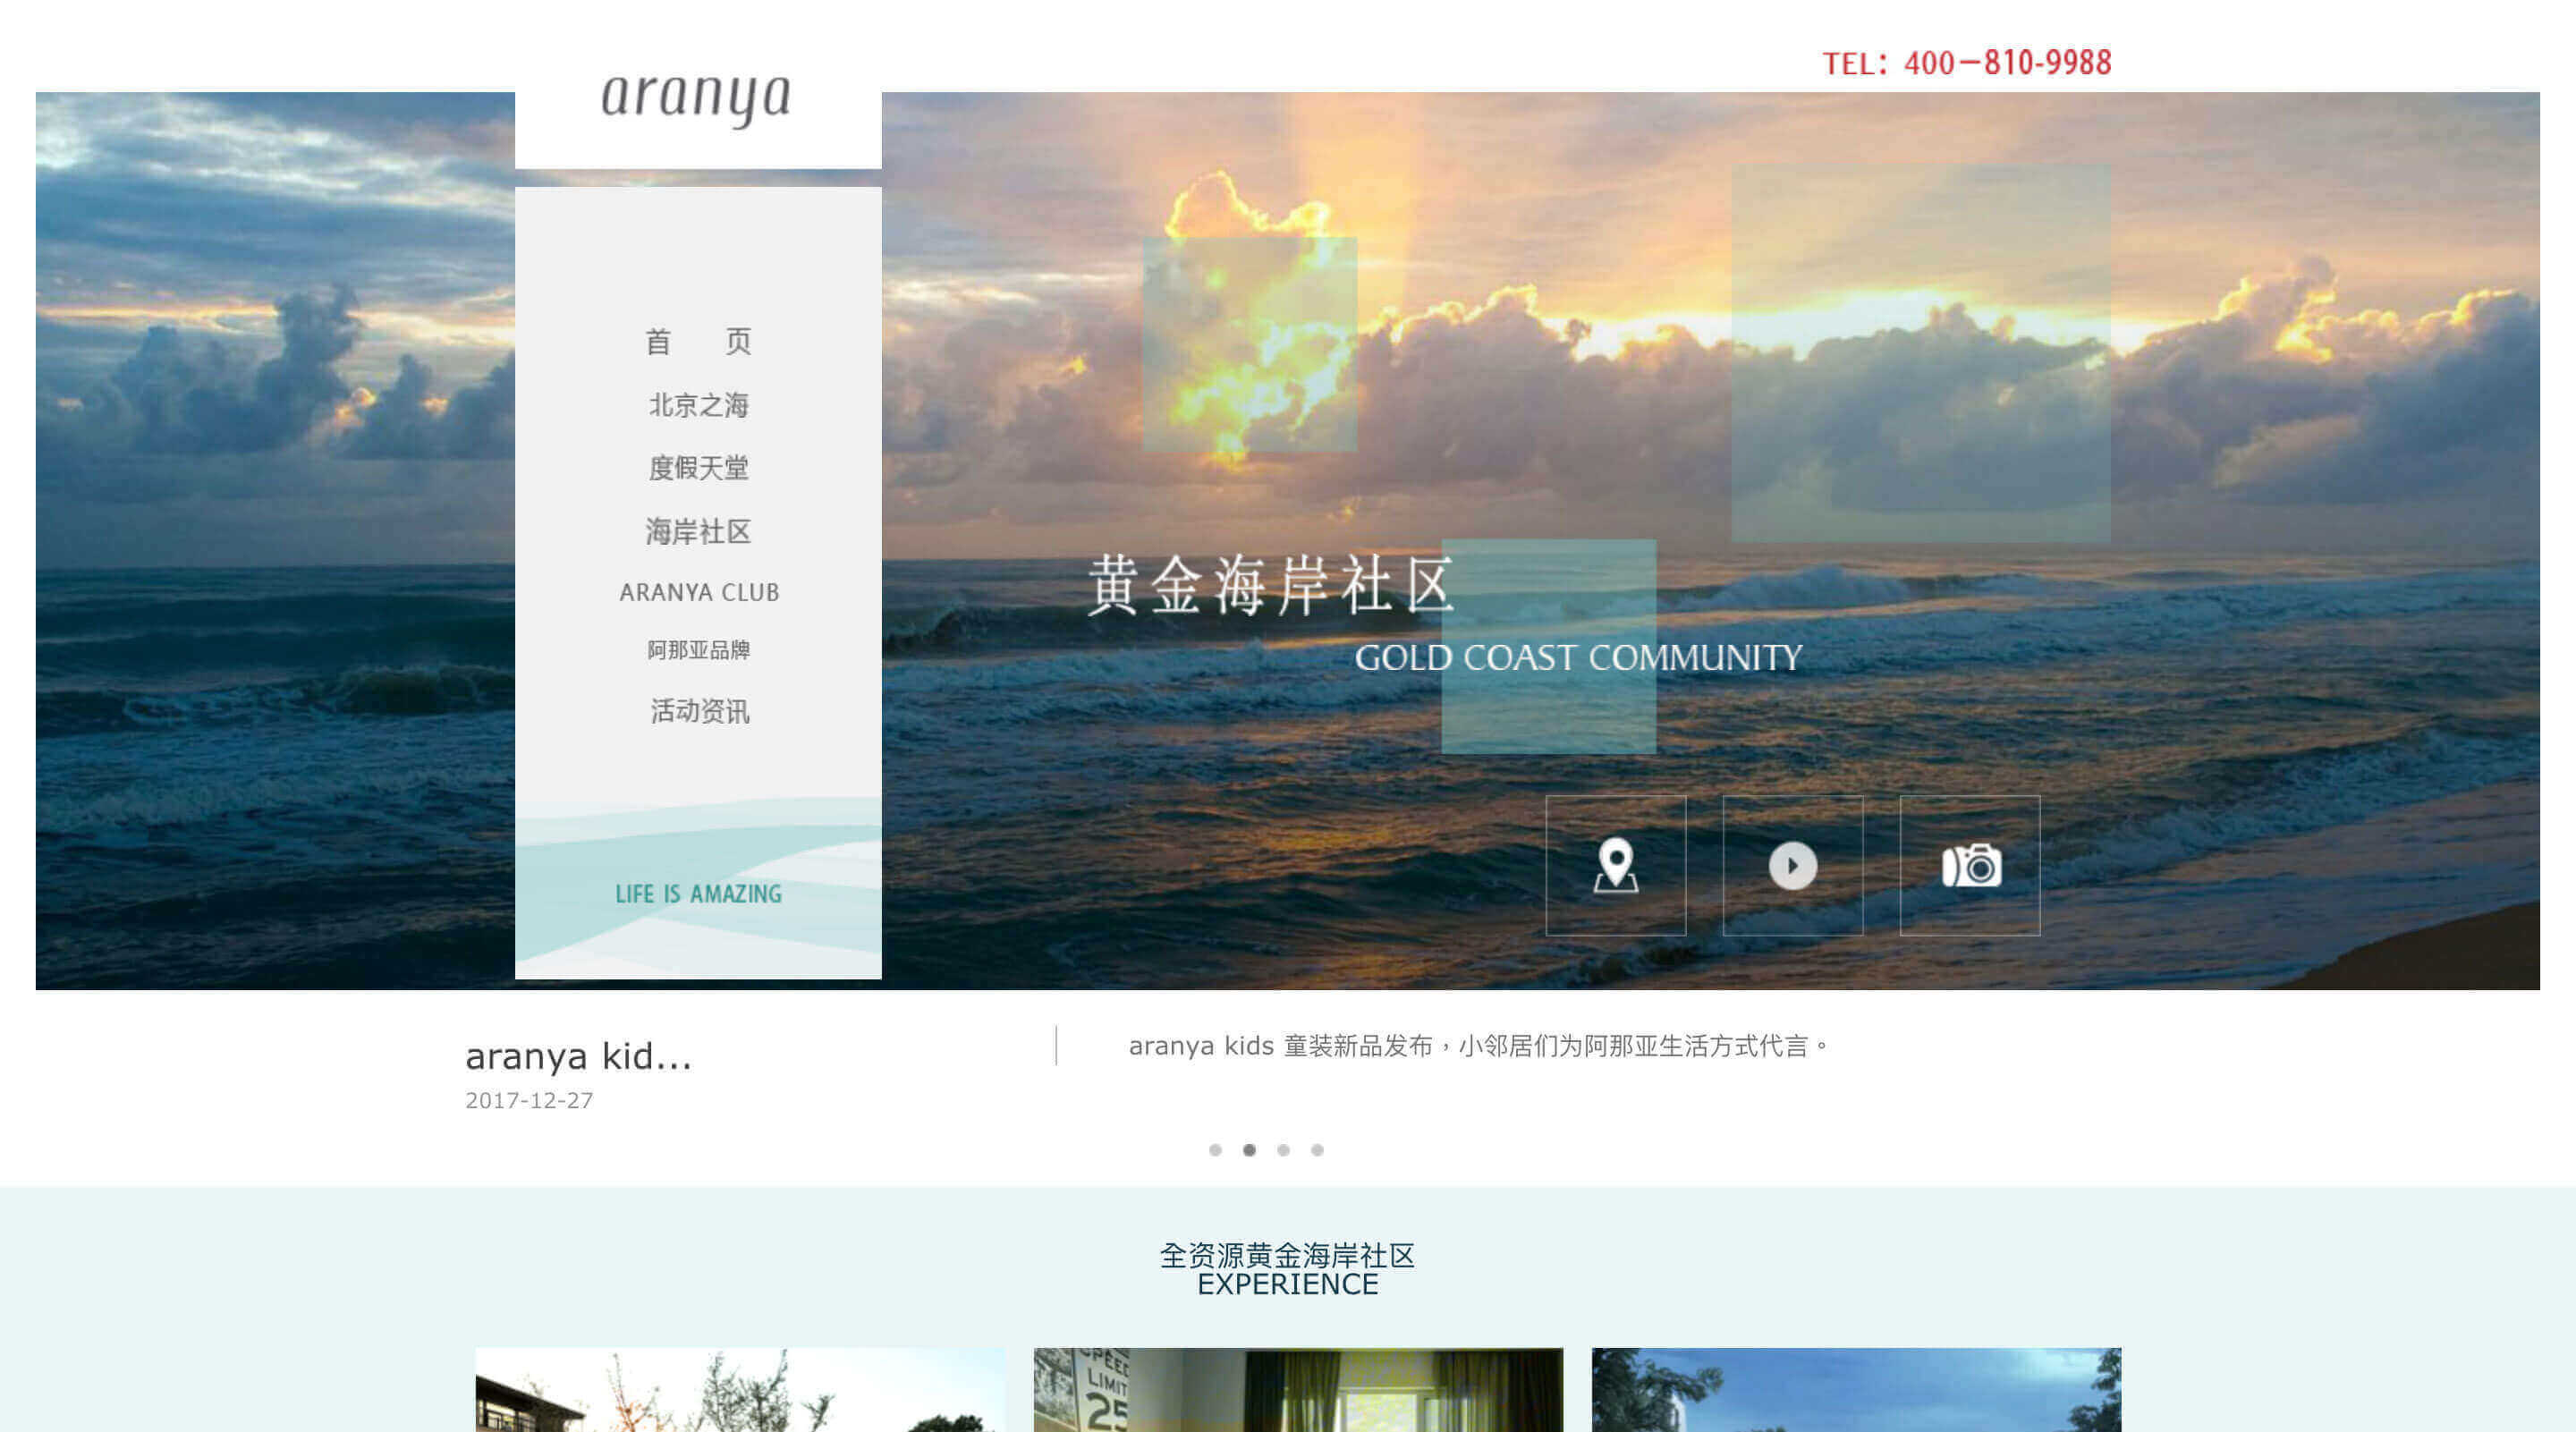 TEL：400－810-9988
aranya
首　　页
北京之海
度假天堂
海岸社区
ARANYA CLUB
阿那亚品牌
活动资讯
LIFE IS AMAZING
黄金海岸社区
GOLD COAST COMMUNITY
aranya kid...
2017-12-27
aranya kids 童装新品发布，小邻居们为阿那亚生活方式代言。
全资源黄金海岸社区
EXPERIENCE
SPEED
LIMIT
25